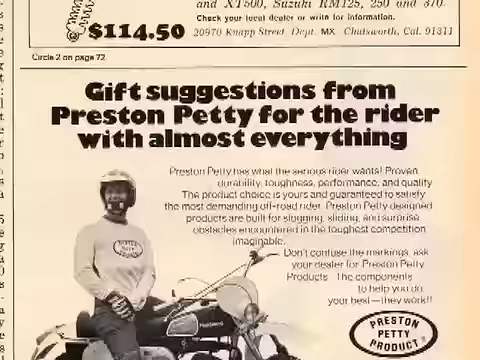 and XT500, Suzuki RM125, 250 and 370.
Check your local dealer or write for information.
$114.50 20970 Knapp Street Dept. MX Chatsworth, Cal. 91311
Circle 2 on page 72
Gift suggestions from
Preston Petty for the rider
with almost everything
Preston Petty has what the serious rider wants! Proven
durability, toughness, performance, and quality
The product choice is yours and guaranteed to satisfy
the most demanding off-road rider. Preston Petty designed
products are built for slogging, sliding, and surprise
obstacles encountered in the toughest competition
imaginable.
Don't confuse the markings, ask
your dealer for Preston Petty
Products. The components
to help you do
your best—they work!!
PRESTON
PETTY
PRODUCTS
PRESTON
PETTY